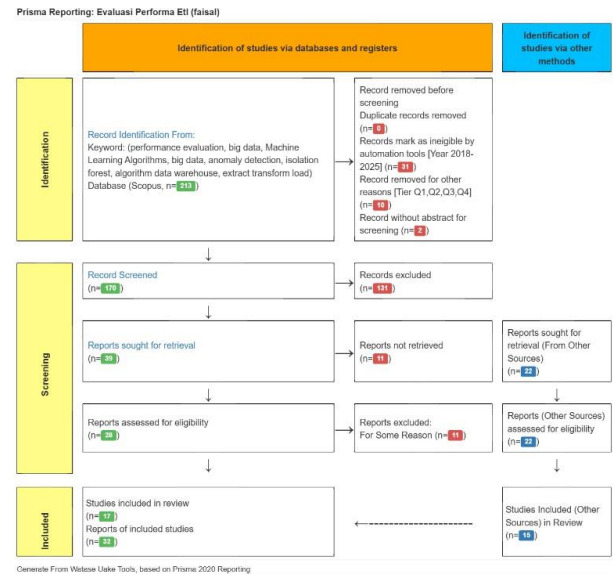 Prisma Reporting: Evaluasi Performa Etl (faisal)
Identification of studies via databases and registers
Identification of
studies via other
methods
Identification
Record Identification From:
Keyword: (performance evaluation, big data, Machine
Learning Algorithms, big data, anomaly detection, isolation
forest, algorithm data warehouse, extract transform load)
Database (Scopus, n=213)
Record removed before
screening
Duplicate records removed
(n=0)
Records mark as ineigible by
automation tools [Year 2018-
2025] (n=31)
Record removed for other
reasons [Tier Q1,Q2,Q3,Q4]
(n=10)
Record without abstract for
screening (n=2)
Screening
Record Screened
(n=170)
Records excluded
(n=131)
Reports sought for retrieval
(n=39)
Reports not retrieved
(n=11)
Reports sought for
retrieval (From Other
Sources)
(n=22)
Reports assessed for eligibility
(n=28)
Reports excluded:
For Some Reason (n=11)
Reports (Other Sources)
assessed for eligibility
(n=22)
Included
Studies included in review
(n=17)
Reports of included studies
(n=32)
Studies Included (Other
Sources) in Review
(n=15)
Generate From Watase Uake Tools, based on Prisma 2020 Reporting